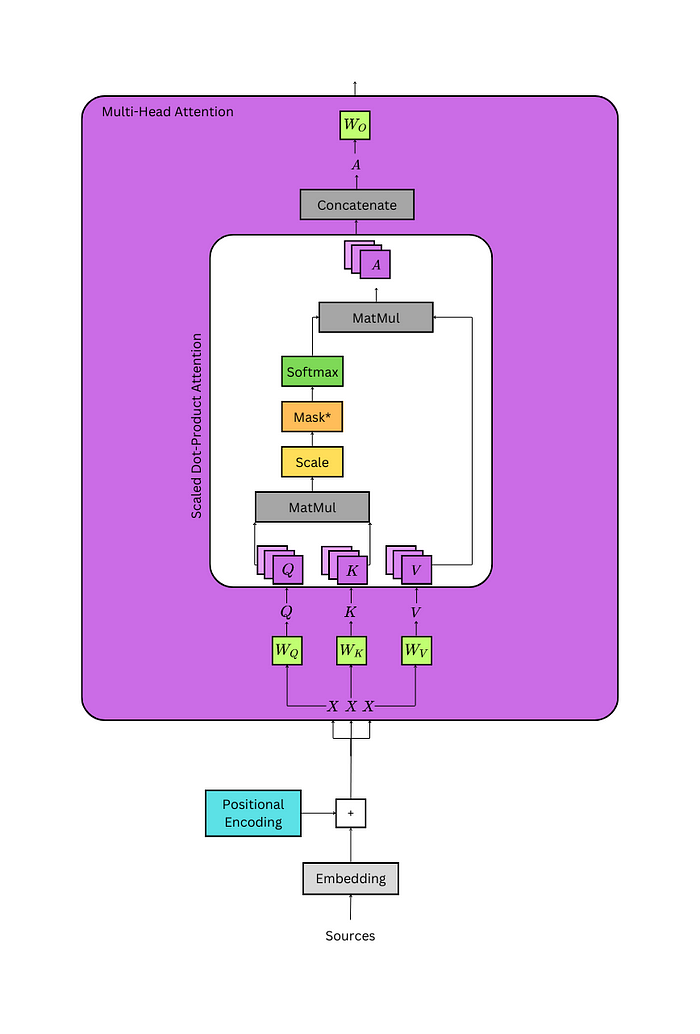 Multi-Head Attention
W_O
A
Concatenate
A
MatMul
Softmax
Mask*
Scale
MatMul
Scaled Dot-Product Attention
Q K V
Q K V
W_Q W_K W_V
X X X
Positional
Encoding
+
Embedding
Sources